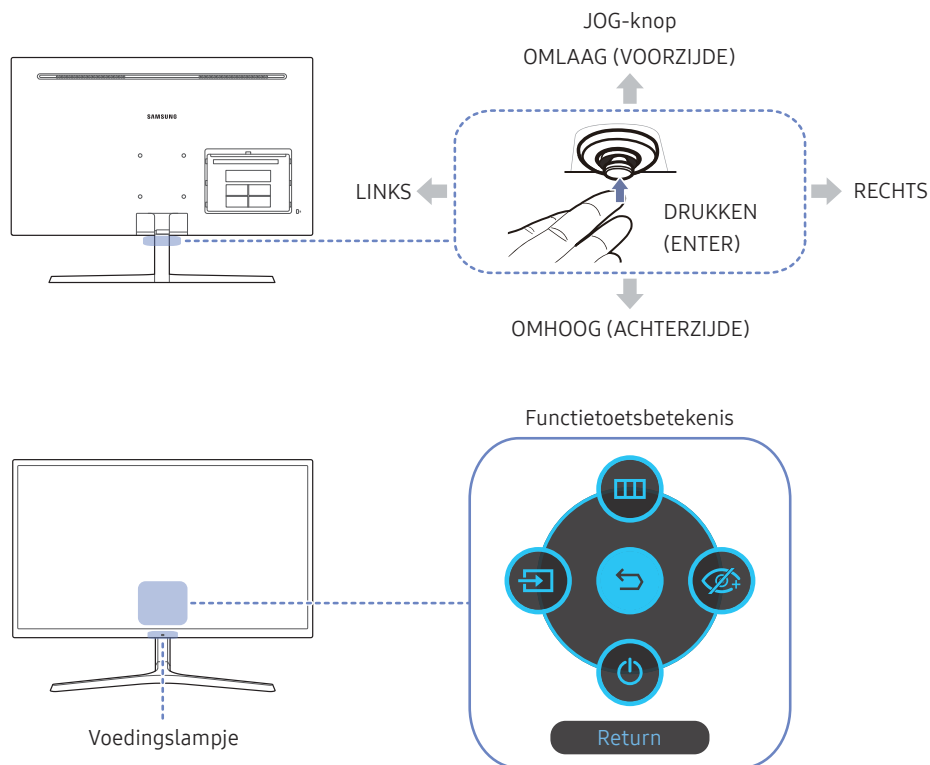 JOG-knop
OMLAAG (VOORZIJDE)
SAMSUNG
LINKS
RECHTS
DRUKKEN
(ENTER)
OMHOOG (ACHTERZIJDE)
Functietoetsbetekenis
Return
Voedingslampje